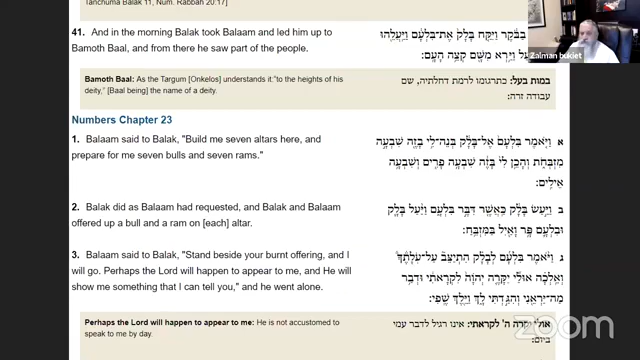 Tanchuma Balak 11, Num. Rabbah 20:17]
41. And in the morning Balak took Balaam and led him up to
Bamoth Baal, and from there he saw part of the people.
בַבֹּקֶר וַיִּקַּח בָּלָק אֶת־בִּלְעָם וַיַּעֲלֵהוּ
וַיַּרְא מִשָּׁם קְצֵה הָעָם:
Zalman bukiet
Bamoth Baal: As the Targum [Onkelos] understands it:"to the heights of his
deity," [Baal being] the name of a deity.
במות בעל: כתרגומו לרמת דחלתיה, שם
עבודה זרה:
Numbers Chapter 23
1. Balaam said to Balak, "Build me seven altars here, and
prepare for me seven bulls and seven rams."
א וַיֹּאמֶר בִּלְעָם אֶל־בָּלָק בְּנֵה־לִי בָזֶה שִׁבְעָה
מִזְבְּחֹת וְהָכֵן לִי בָּזֶה שִׁבְעָה פָרִים וְשִׁבְעָה
אֵילִים:
2. Balak did as Balaam had requested, and Balak and Balaam
offered up a bull and a ram on [each] altar.
ב וַיַּעַשׂ בָּלָק כַּאֲשֶׁר דִּבֶּר בִּלְעָם וַיַּעַל בָּלָק
וּבִלְעָם פָּר וָאַיִל בַּמִּזְבֵּחַ:
3. Balaam said to Balak, "Stand beside your burnt offering, and I
will go. Perhaps the Lord will happen to appear to me, and He will
show me something that I can tell you," and he went alone.
ג וַיֹּאמֶר בִּלְעָם לְבָלָק הִתְיַצֵּב עַל־עֹלָתֶךָ
וְאֵלְכָה אוּלַי יִקָּרֵה יְהֹוָה לִקְרָאתִי וּדְבַר
מַה־יַּרְאֵנִי וְהִגַּדְתִּי לָךְ וַיֵּלֶךְ שֶׁפִי:
Perhaps the Lord will happen to appear to me: He is not accustomed to
speak to me by day.
אולי יקרה ה' לקראתי: אינו רגיל לדבר עמי
ביום:
zoom